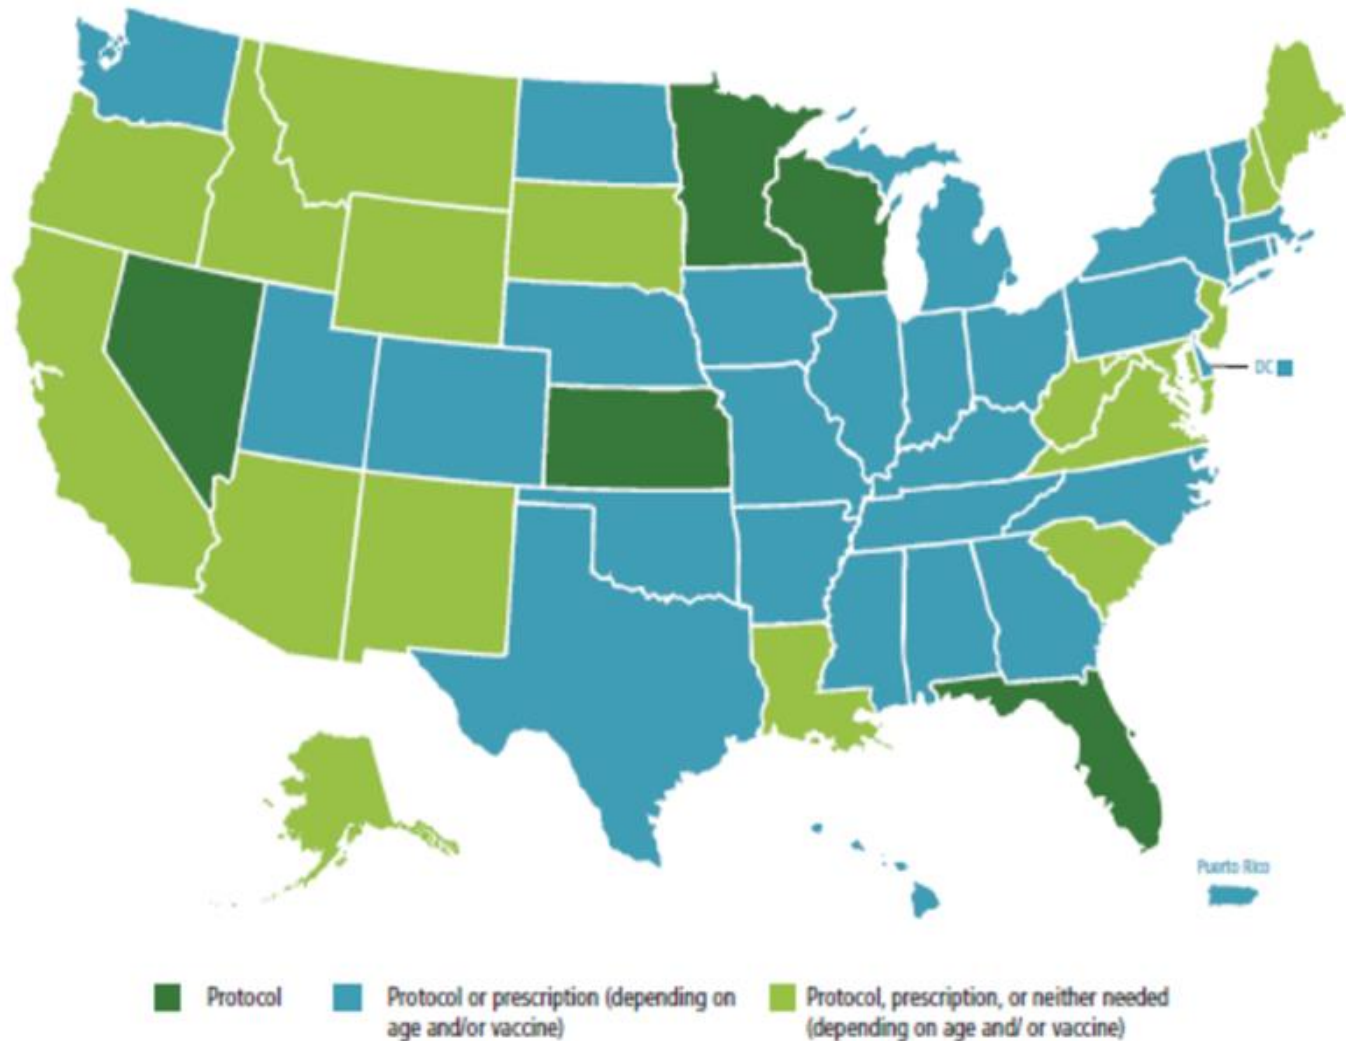 DC
Puerto Rico
Protocol
Protocol or prescription (depending on
age and/or vaccine)
Protocol, prescription, or neither needed
(depending on age and/ or vaccine)